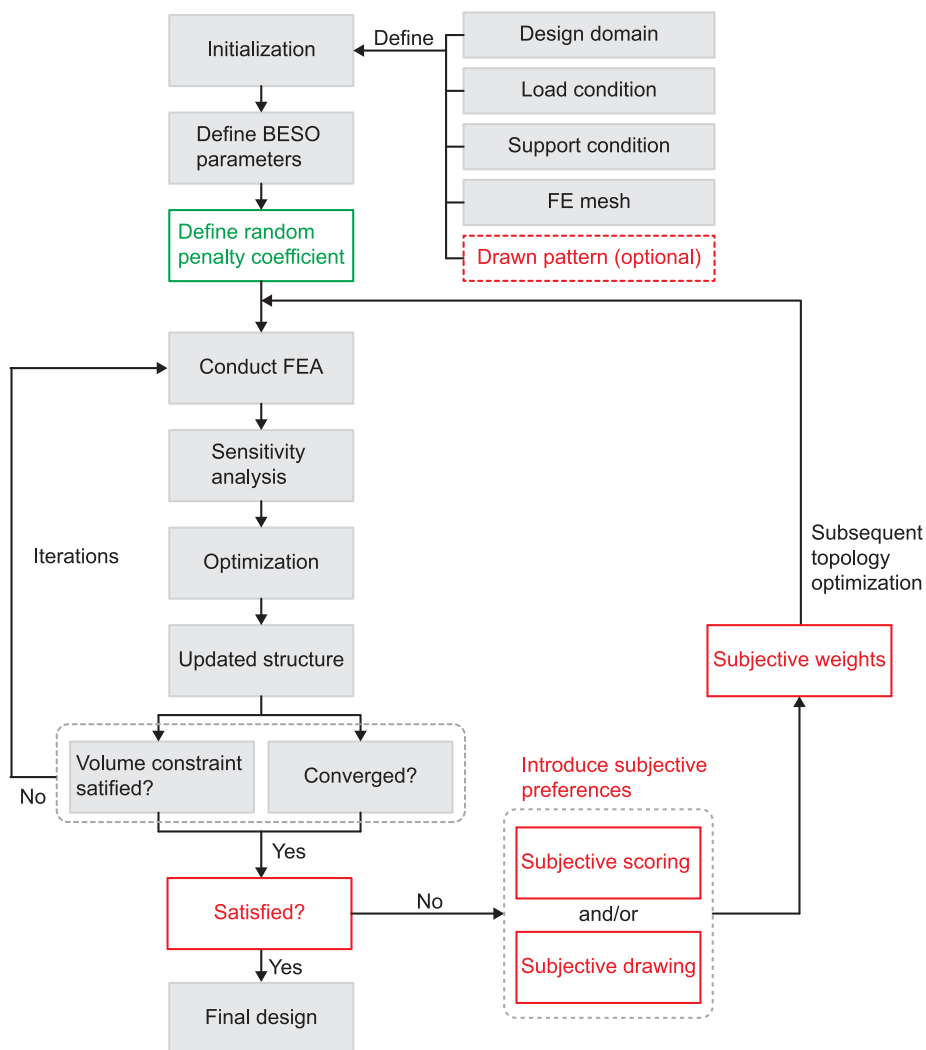 Initialization
Define
Design domain
Load condition
Support condition
FE mesh
Drawn pattern (optional)
Define BESO
parameters
Define random
penalty coefficient
Conduct FEA
Sensitivity
analysis
Iterations
Optimization
Updated structure
Volume constraint
satified?
Converged?
No
Yes
Satisfied?
No
Yes
Final design
Introduce subjective
preferences
Subjective scoring
and/or
Subjective drawing
Subjective weights
Subsequent
topology
optimization